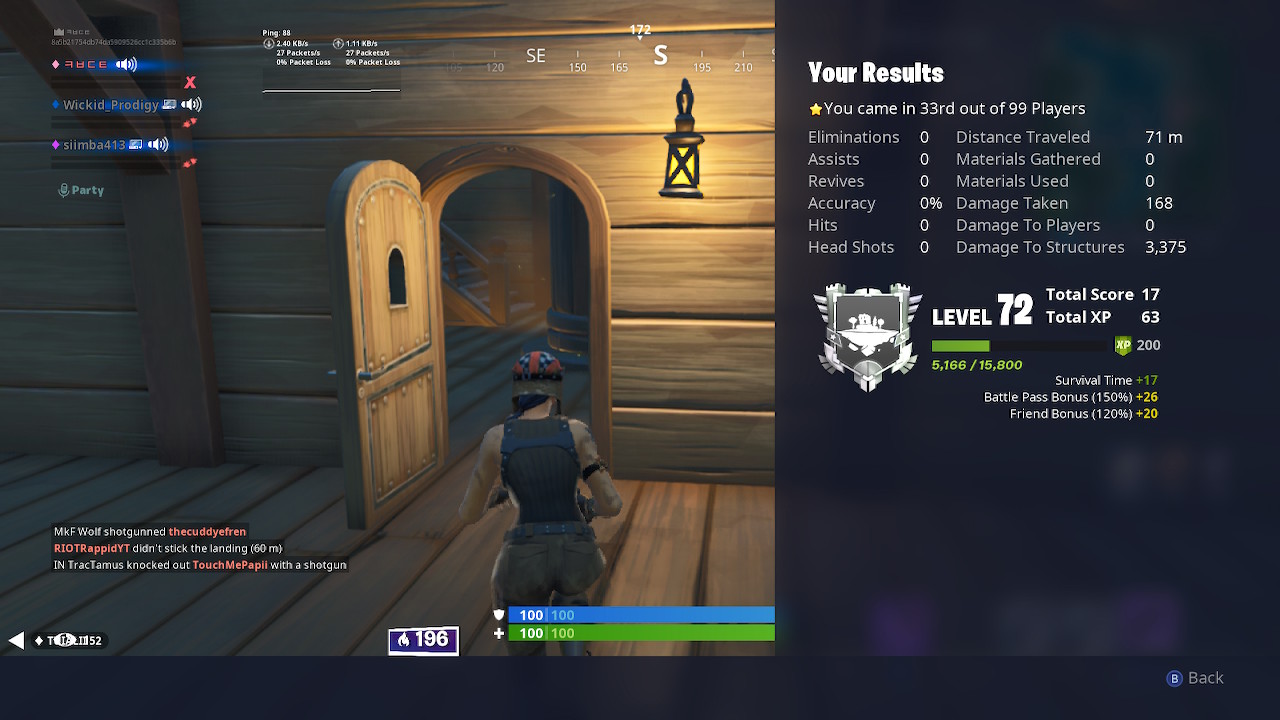 ㅋㅂㄷㅌ
8a5b21754db74da5909526cc1c335b6b
ㅋㅂㄷㅌ
Wickid_Prodigy
siimba413
Party
Ping: 88
2.40 KB/s 1.11 KB/s
27 Packets/s 27 Packets/s
0% Packet Loss 0% Packet Loss
172
105 120 SE 150 165 S 195 210
MkF Wolf shotgunned thecuddyefren
RIOTRappidYT didn't stick the landing (60 m)
IN TracTamus knocked out TouchMePapii with a shotgun
196
100 100
100 100
Your Results
You came in 33rd out of 99 Players
Eliminations 0 Distance Traveled 71 m
Assists 0 Materials Gathered 0
Revives 0 Materials Used 0
Accuracy 0% Damage Taken 168
Hits 0 Damage To Players 0
Head Shots 0 Damage To Structures 3,375
LEVEL 72
Total Score 17
Total XP 63
XP 200
5,166 / 15,800
Survival Time +17
Battle Pass Bonus (150%) +26
Friend Bonus (120%) +20
B Back